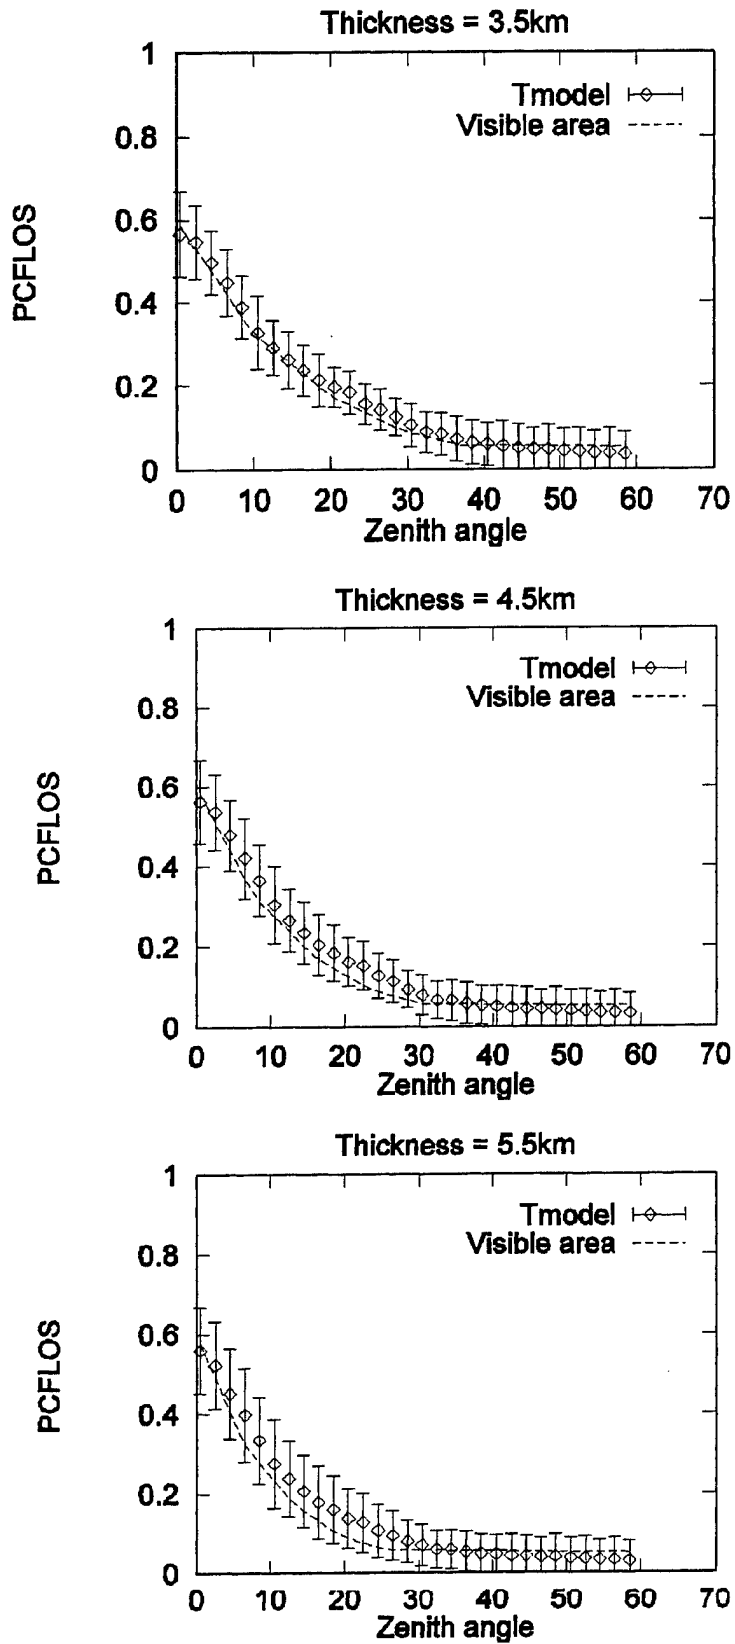 Thickness = 3.5km
1
0.8
0.6
0.4
0.2
0
PCFLOS
Tmodel
Visible area
0 10 20 30 40 50 60 70
Zenith angle
Thickness = 4.5km
1
0.8
0.6
0.4
0.2
0
PCFLOS
Tmodel
Visible area
0 10 20 30 40 50 60 70
Zenith angle
Thickness = 5.5km
1
0.8
0.6
0.4
0.2
0
PCFLOS
Tmodel
Visible area
0 10 20 30 40 50 60 70
Zenith angle